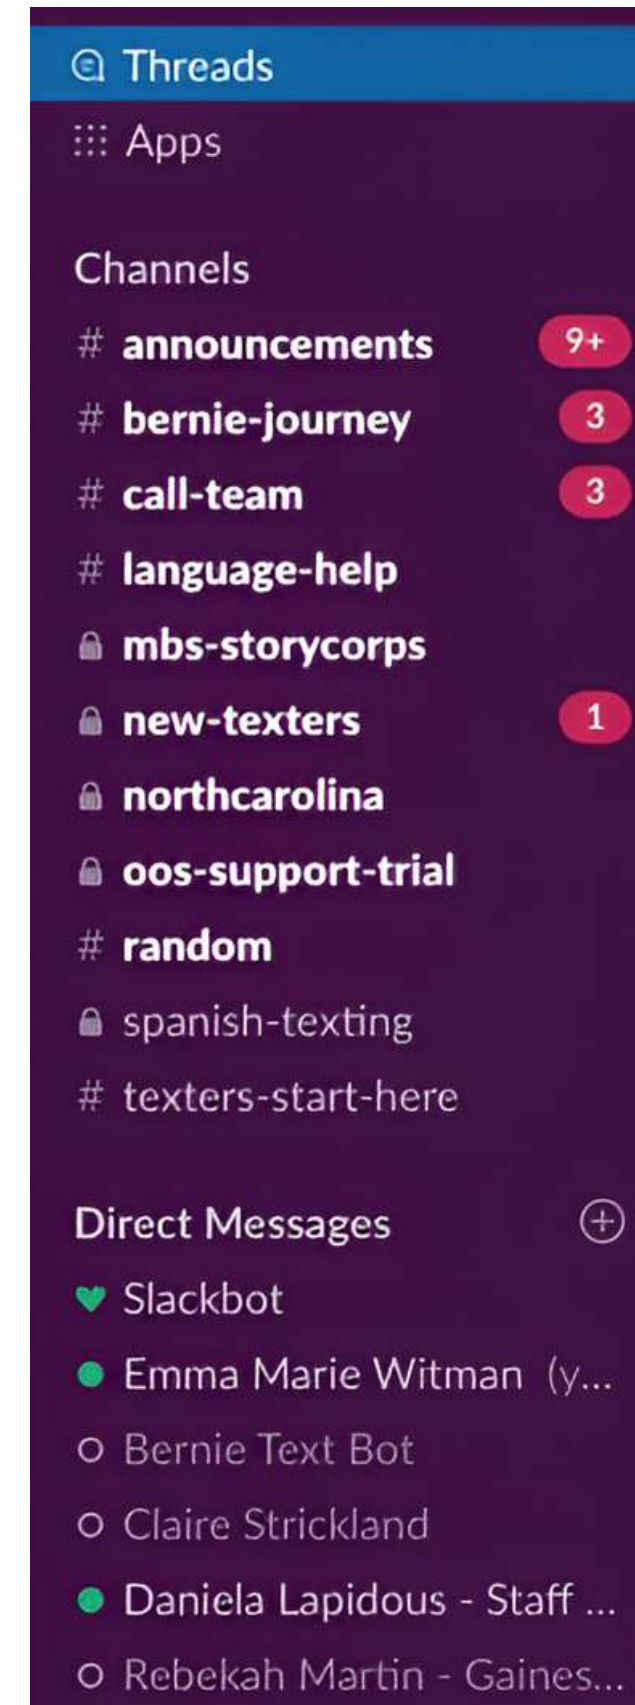 Threads
Apps
Channels
# announcements 9+
# bernie-journey 3
# call-team 3
# language-help
mbs-storycorps
new-texters 1
northcarolina
oos-support-trial
# random
spanish-texting
# texters-start-here
Direct Messages
Slackbot
Emma Marie Witman (y...
Bernie Text Bot
Claire Strickland
Daniela Lapidous - Staff ...
Rebekah Martin - Gaines...